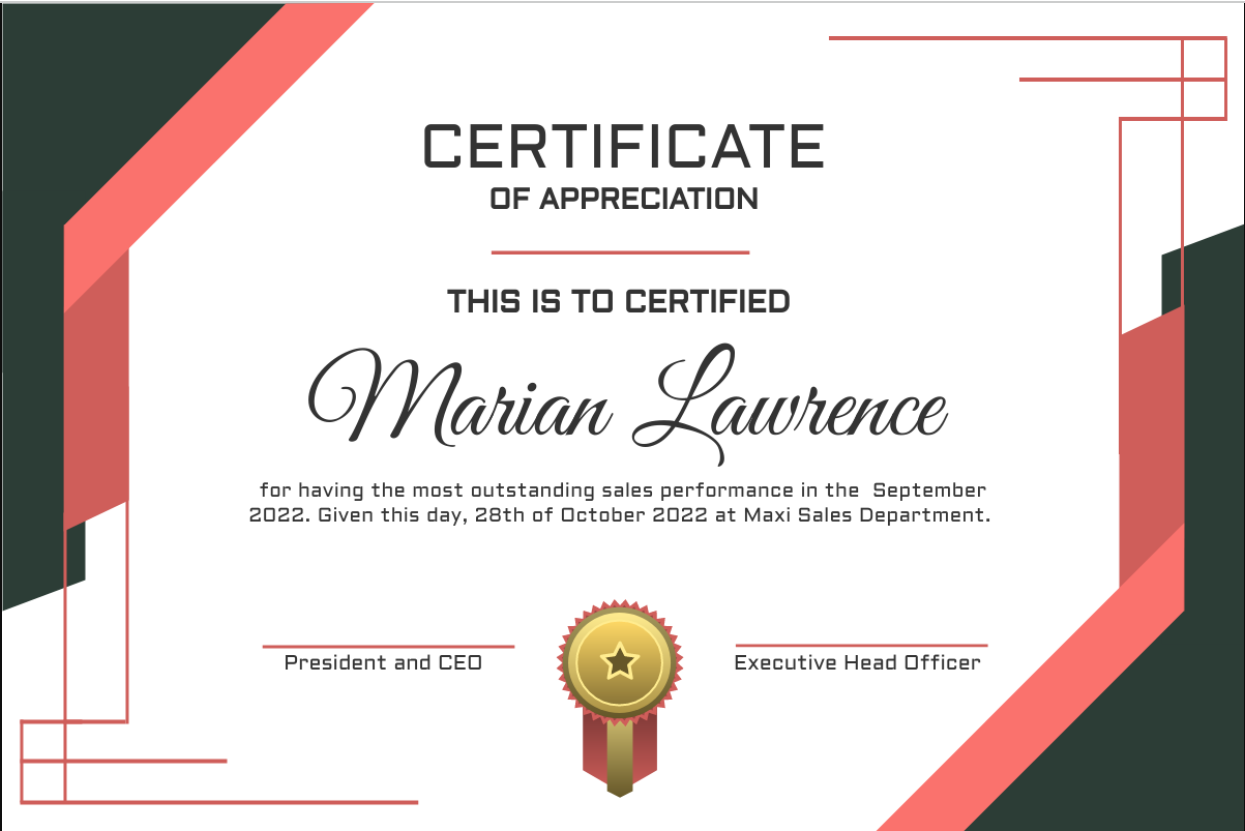 CERTIFICATE
OF APPRECIATION
THIS IS TO CERTIFIED
Marian Lawrence
for having the most outstanding sales performance in the  September
2022. Given this day, 28th of October 2022 at Maxi Sales Department.
President and CEO
Executive Head Officer